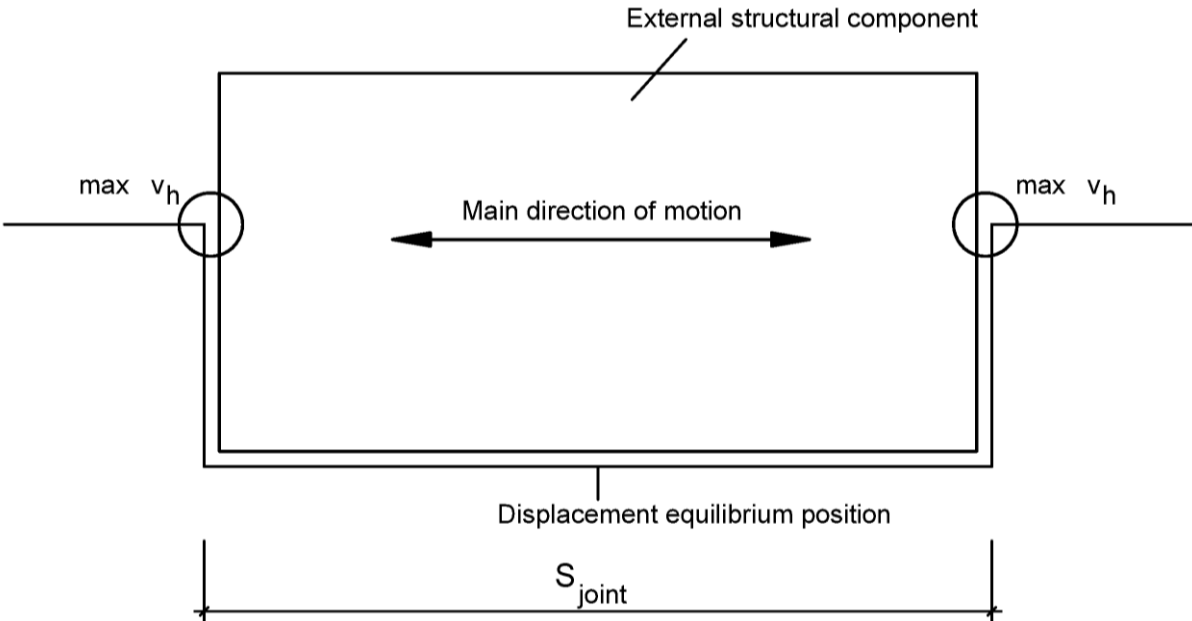 External structural component
max v_h
max v_h
Main direction of motion
Displacement equilibrium position
S_joint